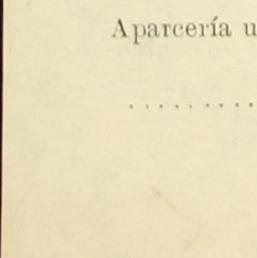 Aparcería u
. . . . . . . . . .